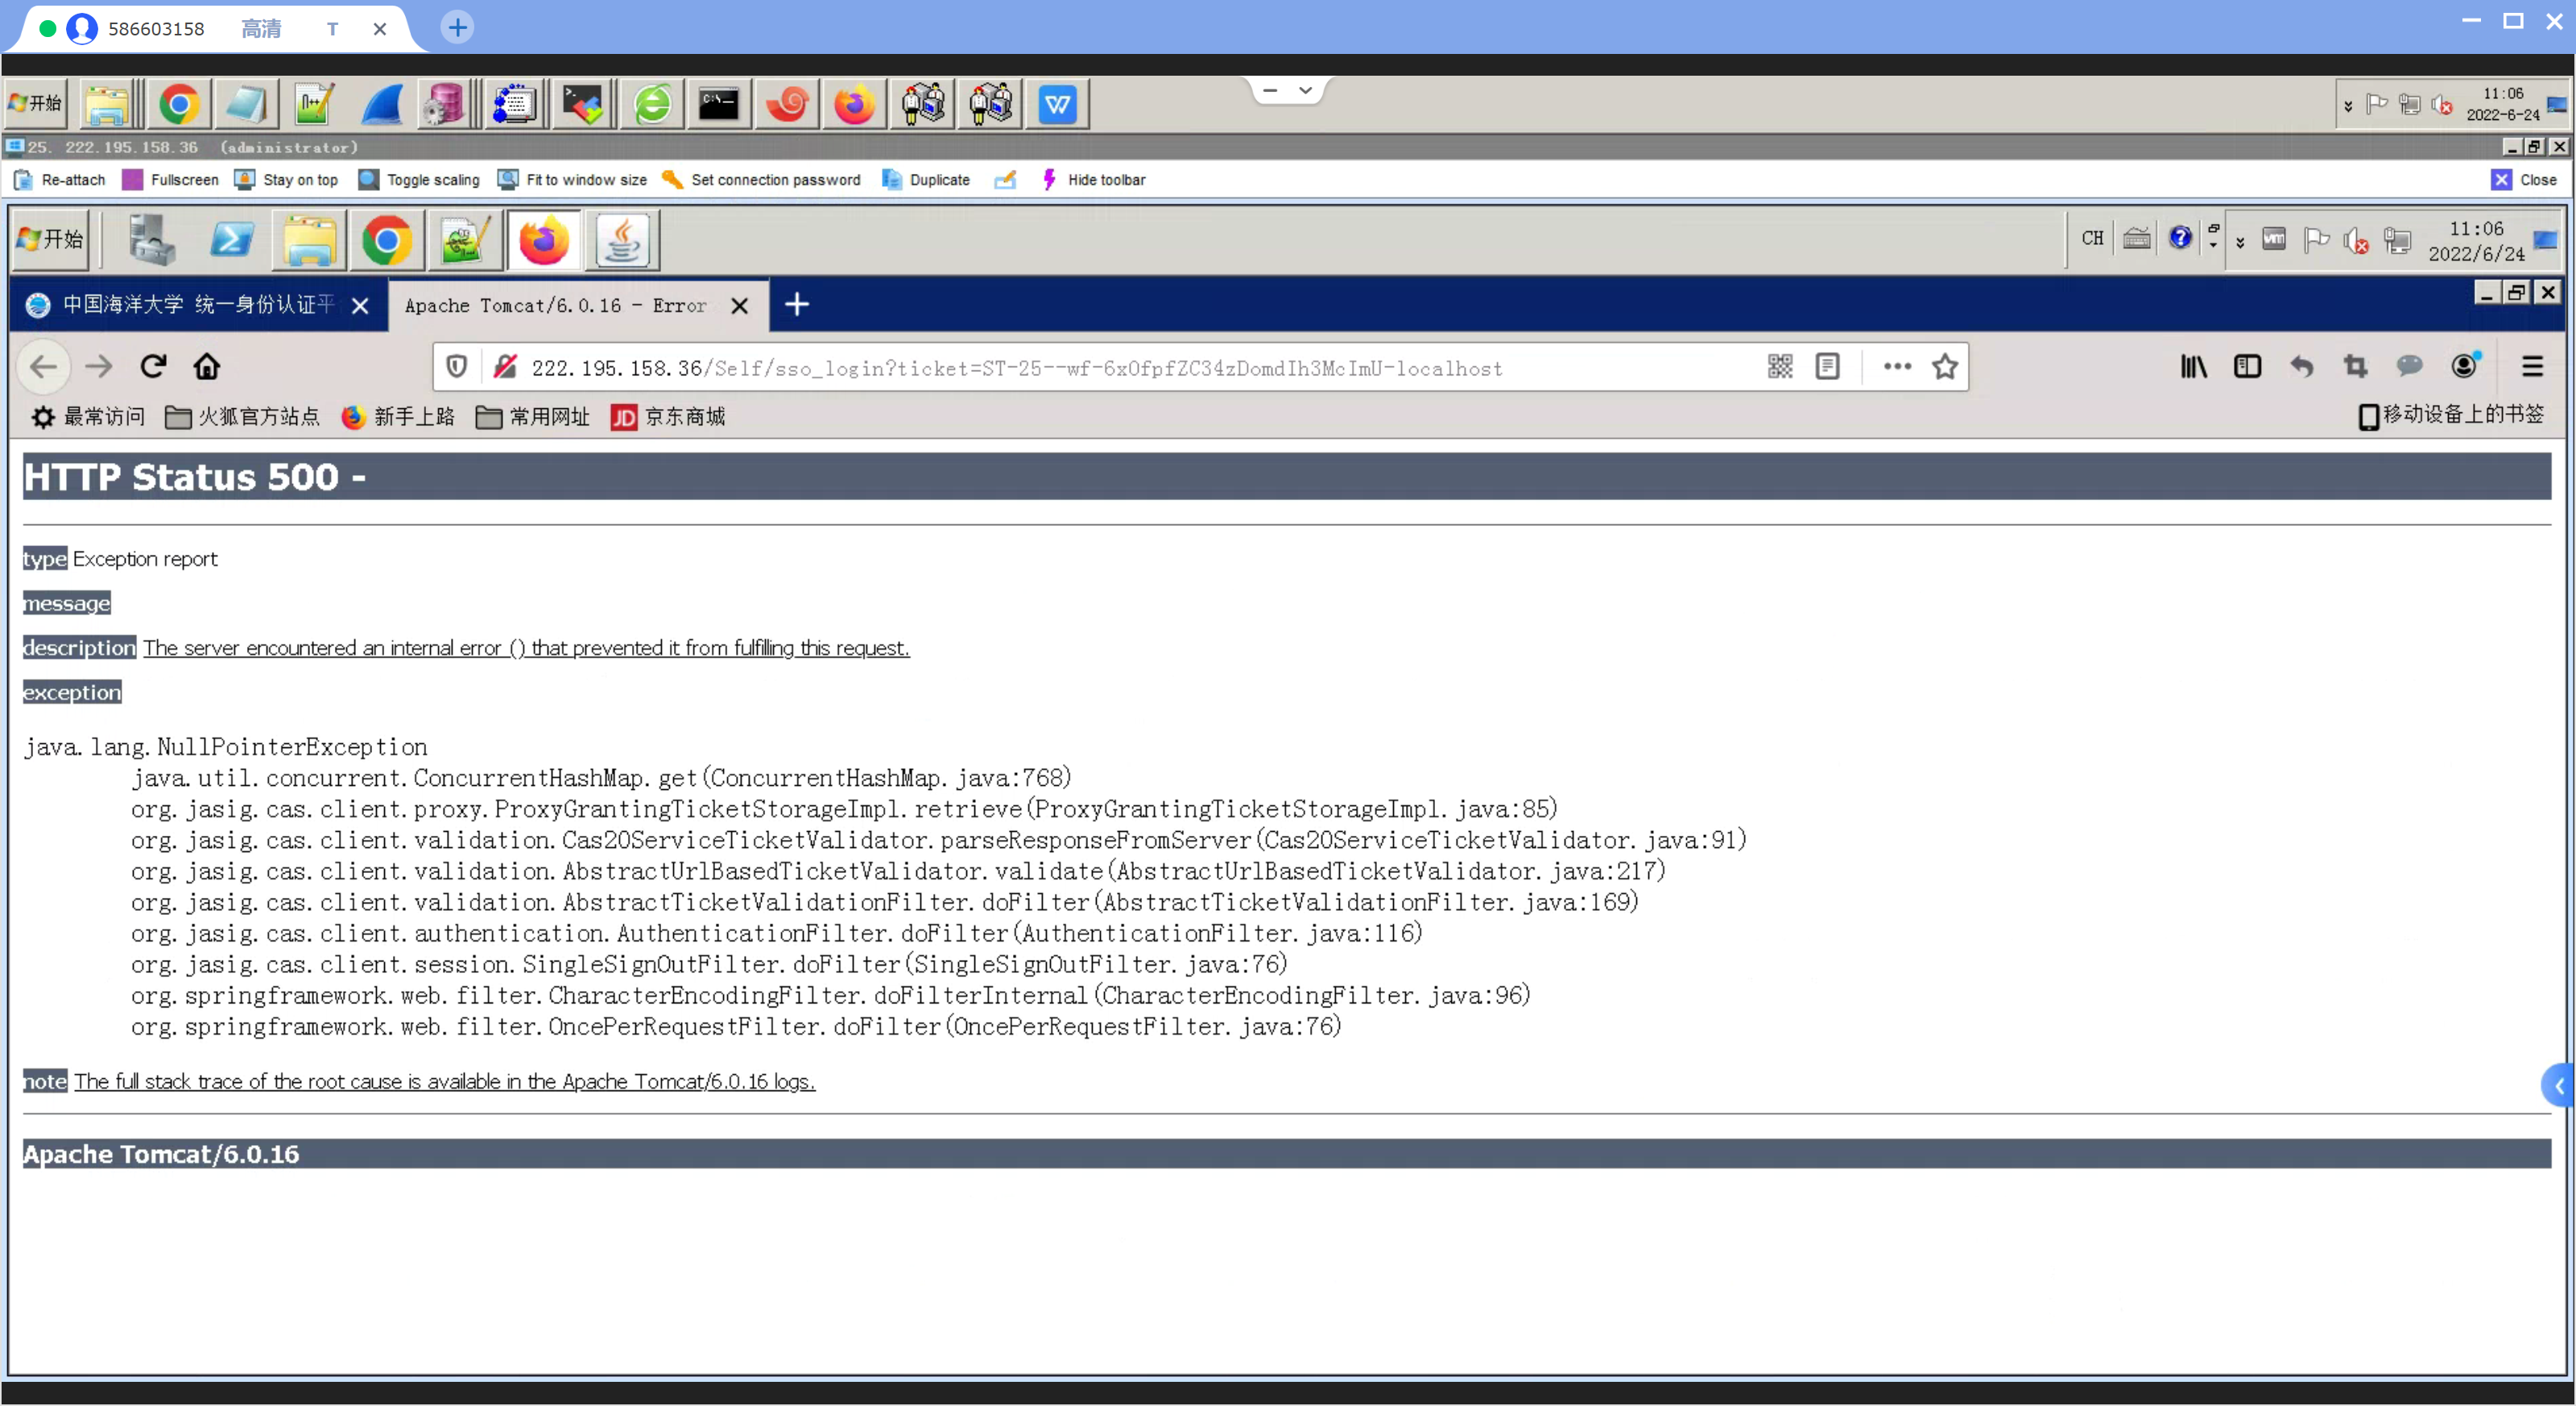 586603158 高清 T
开始
11:06
2022-6-24
25. 222.195.158.36 (administrator)
Re-attach Fullscreen Stay on top Toggle scaling Fit to window size Set connection password Duplicate Hide toolbar Close
开始
CH
11:06
2022/6/24
中国海洋大学 统一身份认证平
Apache Tomcat/6.0.16 - Error
222.195.158.36/Self/sso_login?ticket=ST-25--wf-6xOfpfZC34zDomdIh3McImU-localhost
最常访问 火狐官方站点 新手上路 常用网址 JD 京东商城 移动设备上的书签
HTTP Status 500 -
type Exception report
message
description The server encountered an internal error () that prevented it from fulfilling this request.
exception
java.lang.NullPointerException
java.util.concurrent.ConcurrentHashMap.get(ConcurrentHashMap.java:768)
org.jasig.cas.client.proxy.ProxyGrantingTicketStorageImpl.retrieve(ProxyGrantingTicketStorageImpl.java:85)
org.jasig.cas.client.validation.Cas20ServiceTicketValidator.parseResponseFromServer(Cas20ServiceTicketValidator.java:91)
org.jasig.cas.client.validation.AbstractUrlBasedTicketValidator.validate(AbstractUrlBasedTicketValidator.java:217)
org.jasig.cas.client.validation.AbstractTicketValidationFilter.doFilter(AbstractTicketValidationFilter.java:169)
org.jasig.cas.client.authentication.AuthenticationFilter.doFilter(AuthenticationFilter.java:116)
org.jasig.cas.client.session.SingleSignOutFilter.doFilter(SingleSignOutFilter.java:76)
org.springframework.web.filter.CharacterEncodingFilter.doFilterInternal(CharacterEncodingFilter.java:96)
org.springframework.web.filter.OncePerRequestFilter.doFilter(OncePerRequestFilter.java:76)
note The full stack trace of the root cause is available in the Apache Tomcat/6.0.16 logs.
Apache Tomcat/6.0.16